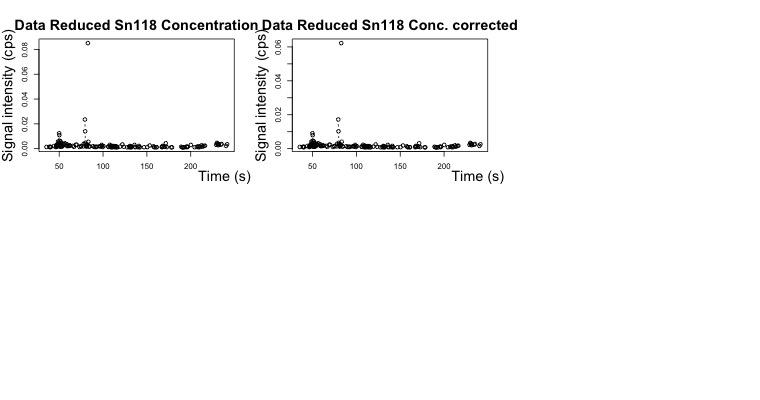 Data Reduced Sn118 Concentration
Signal intensity (cps)
0.00 0.02 0.04 0.06 0.08
50 100 150 200
Time (s)
Data Reduced Sn118 Conc. corrected
Signal intensity (cps)
0.00 0.02 0.04 0.06
50 100 150 200
Time (s)